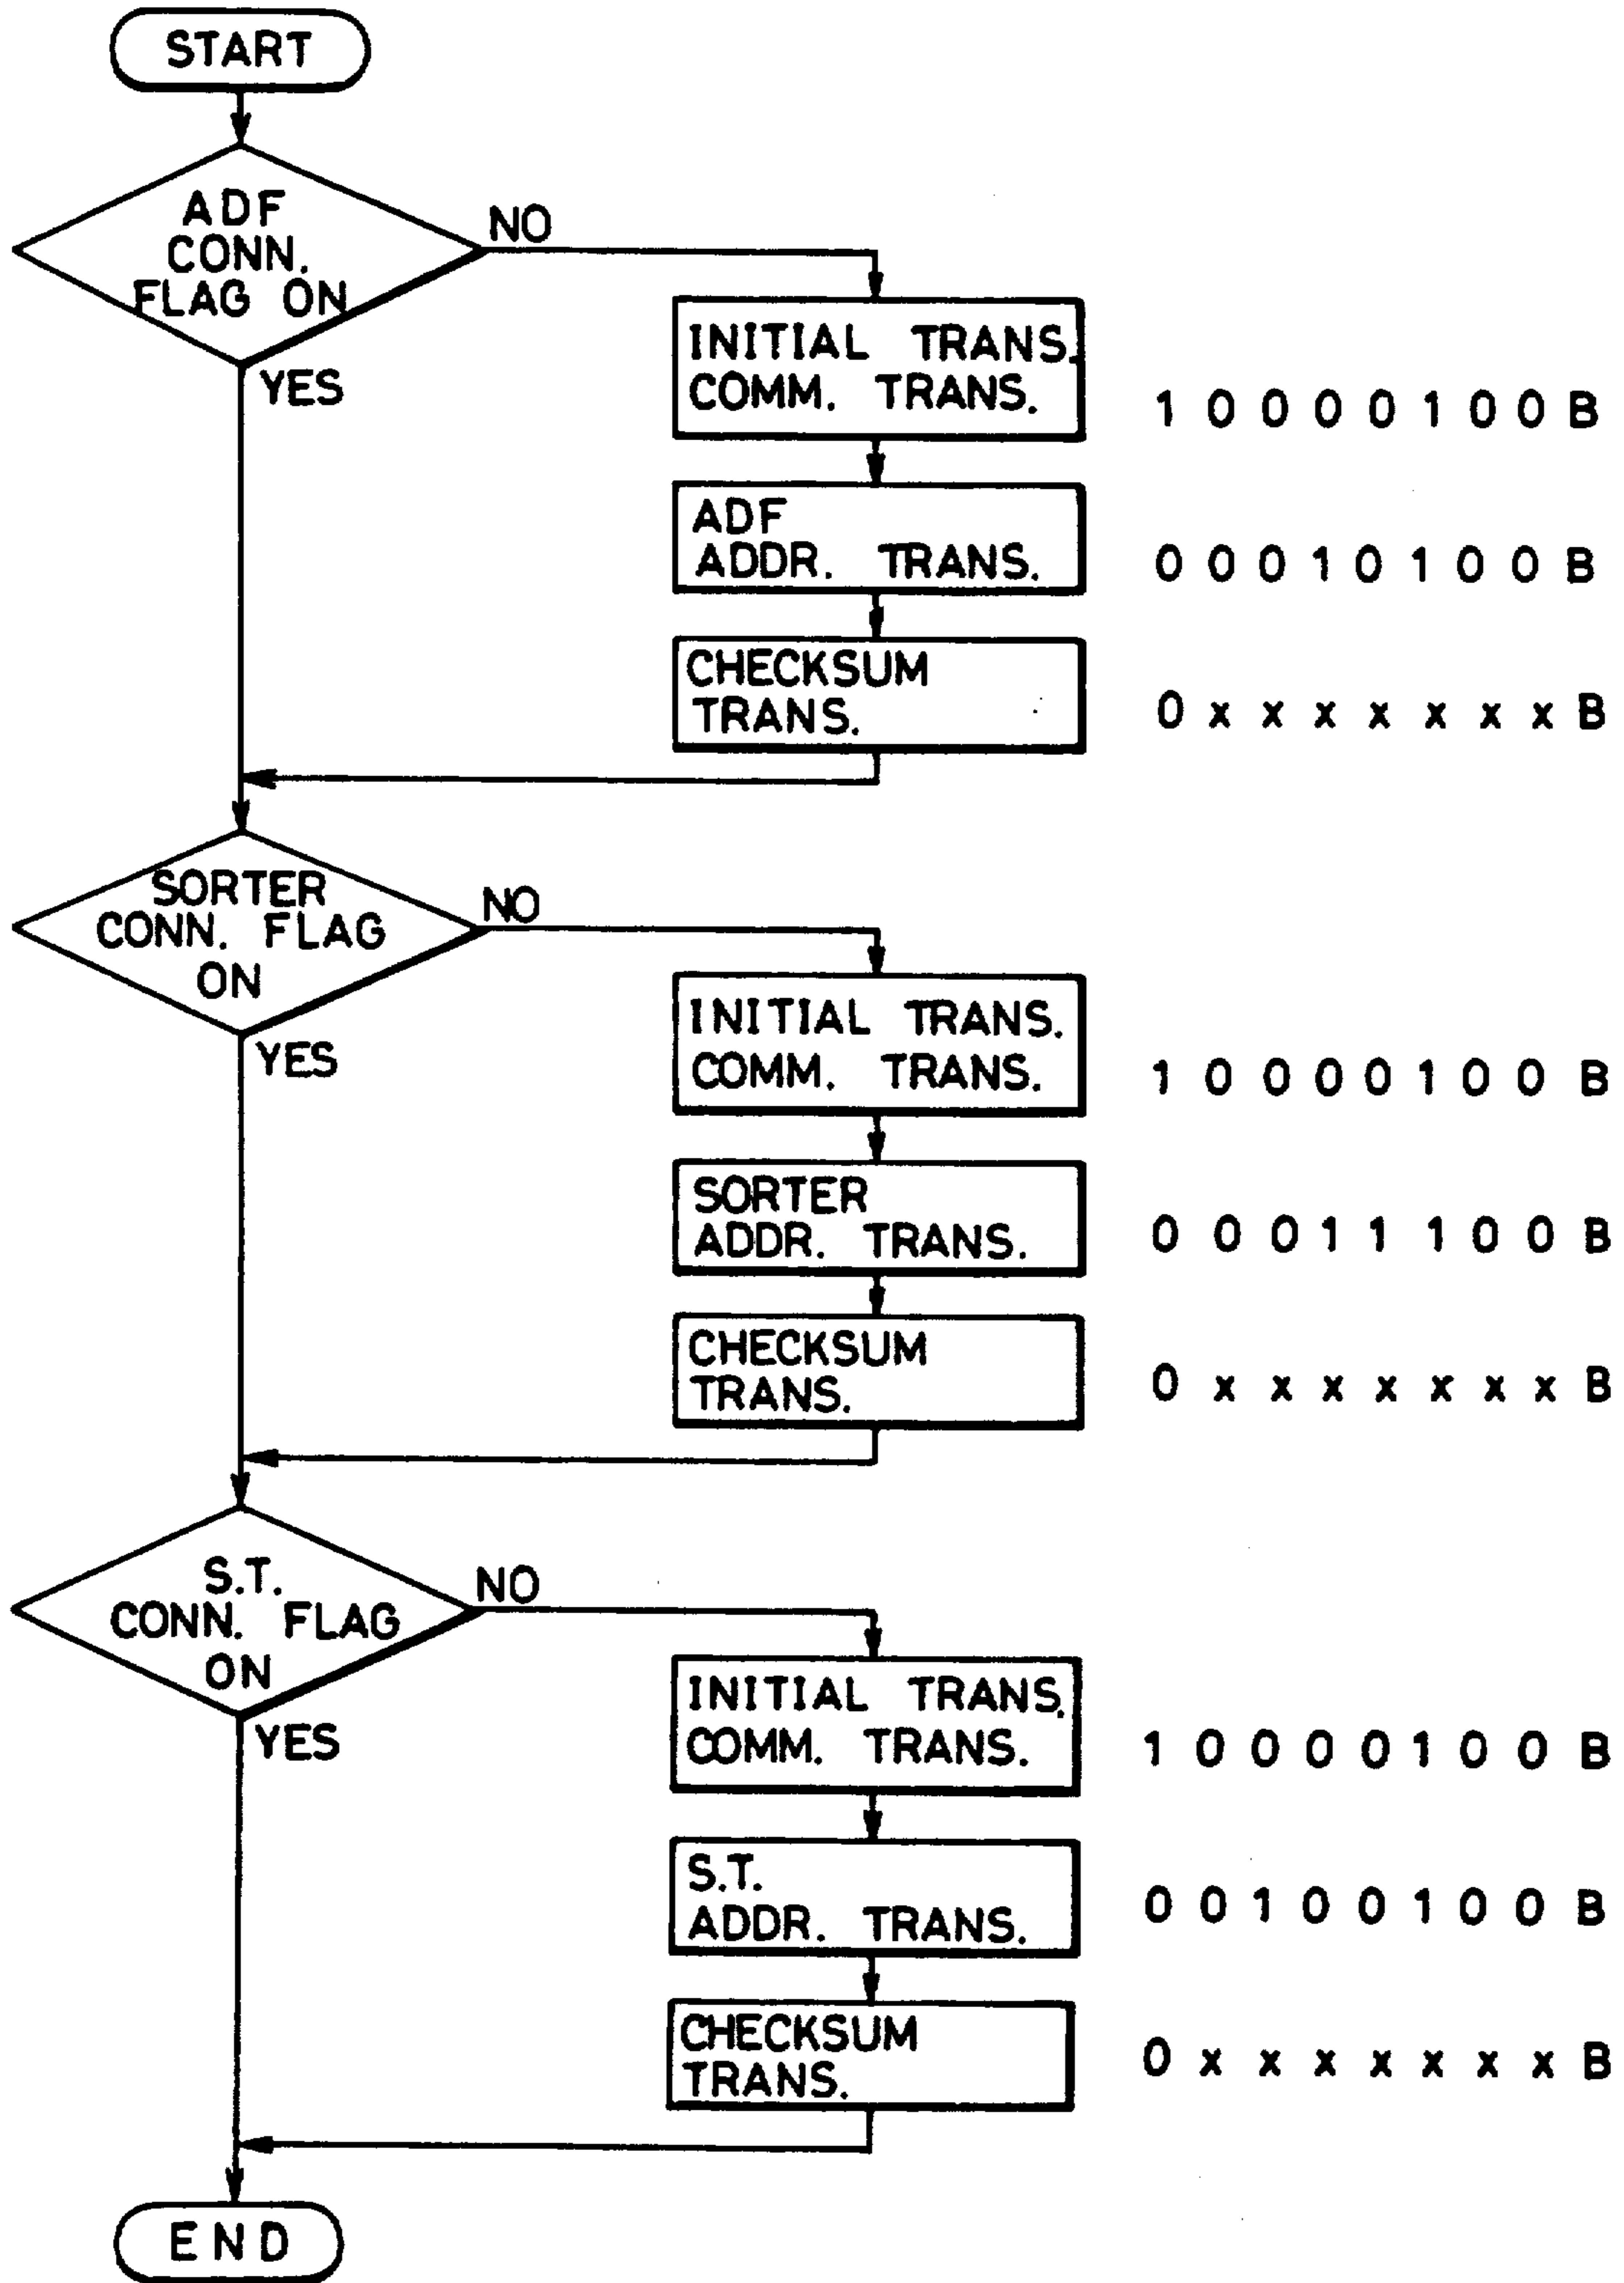 START
ADF
CONN.
FLAG ON
NO
YES
INITIAL TRANS.
COMM. TRANS.
1 0 0 0 0 1 0 0 B
ADF
ADDR. TRANS.
0 0 0 1 0 1 0 0 B
CHECKSUM
TRANS.
0 x x x x x x x B
SORTER
CONN. FLAG
ON
NO
YES
INITIAL TRANS.
COMM. TRANS.
1 0 0 0 0 1 0 0 B
SORTER
ADDR. TRANS.
0 0 0 1 1 1 0 0 B
CHECKSUM
TRANS.
0 x x x x x x x B
S.T.
CONN. FLAG
ON
NO
YES
INITIAL TRANS.
COMM. TRANS.
1 0 0 0 0 1 0 0 B
S.T.
ADDR. TRANS.
0 0 1 0 0 1 0 0 B
CHECKSUM
TRANS.
0 x x x x x x x B
END